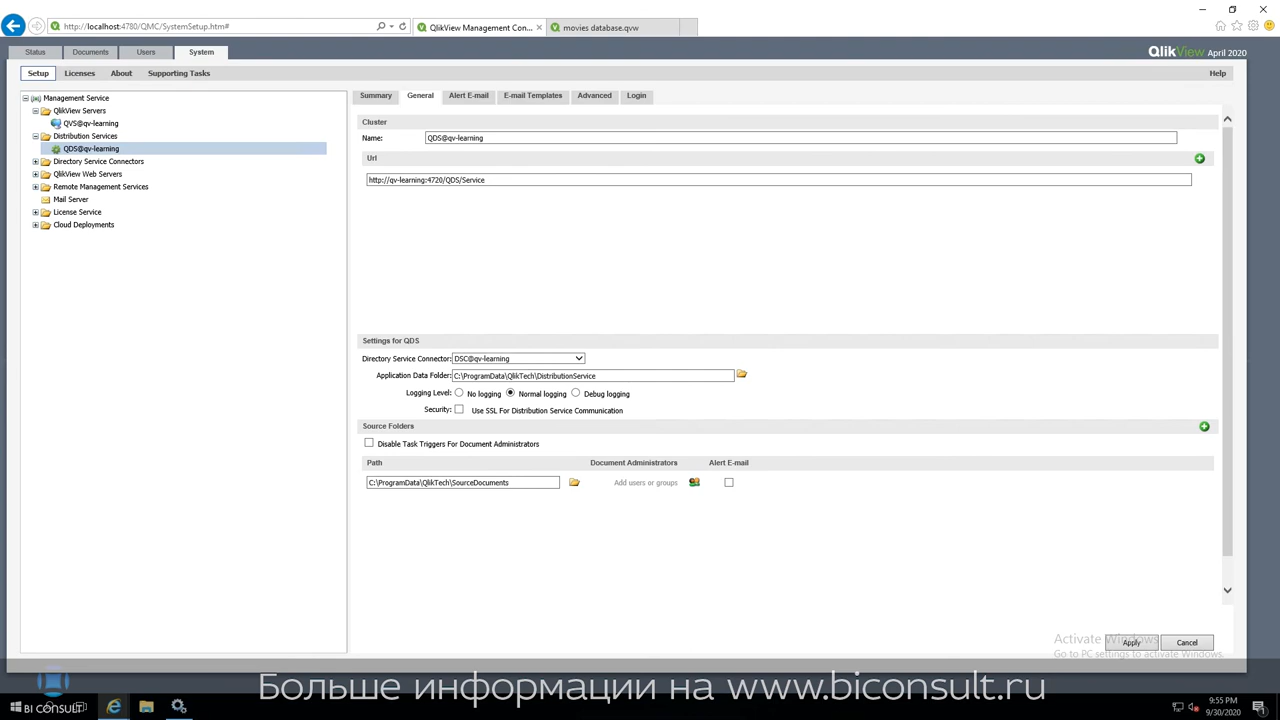 http://localhost:4780/QMC/SystemSetup.htm#
QlikView Management Con...
movies database.qvw
Status
Documents
Users
System
QlikView April 2020
Setup
Licenses
About
Supporting Tasks
Help
Management Service
QlikView Servers
QVS@qv-learning
Distribution Services
QDS@qv-learning
Directory Service Connectors
QlikView Web Servers
Remote Management Services
Mail Server
License Service
Cloud Deployments
Summary
General
Alert E-mail
E-mail Templates
Advanced
Login
Cluster
Name: QDS@qv-learning
Url
http://qv-learning:4720/QDS/Service
Settings for QDS
Directory Service Connector: DSC@qv-learning
Application Data Folder: C:\ProgramData\QlikTech\DistributionService
Logging Level: No logging Normal logging Debug logging
Security: Use SSL For Distribution Service Communication
Source Folders
Disable Task Triggers For Document Administrators
Path Document Administrators Alert E-mail
C:\ProgramData\QlikTech\SourceDocuments Add users or groups
Activate Windows
Go to PC settings to activate Windows.
Apply
Cancel
Больше информации на www.biconsult.ru
BI CONSULT
9:55 PM
9/30/2020